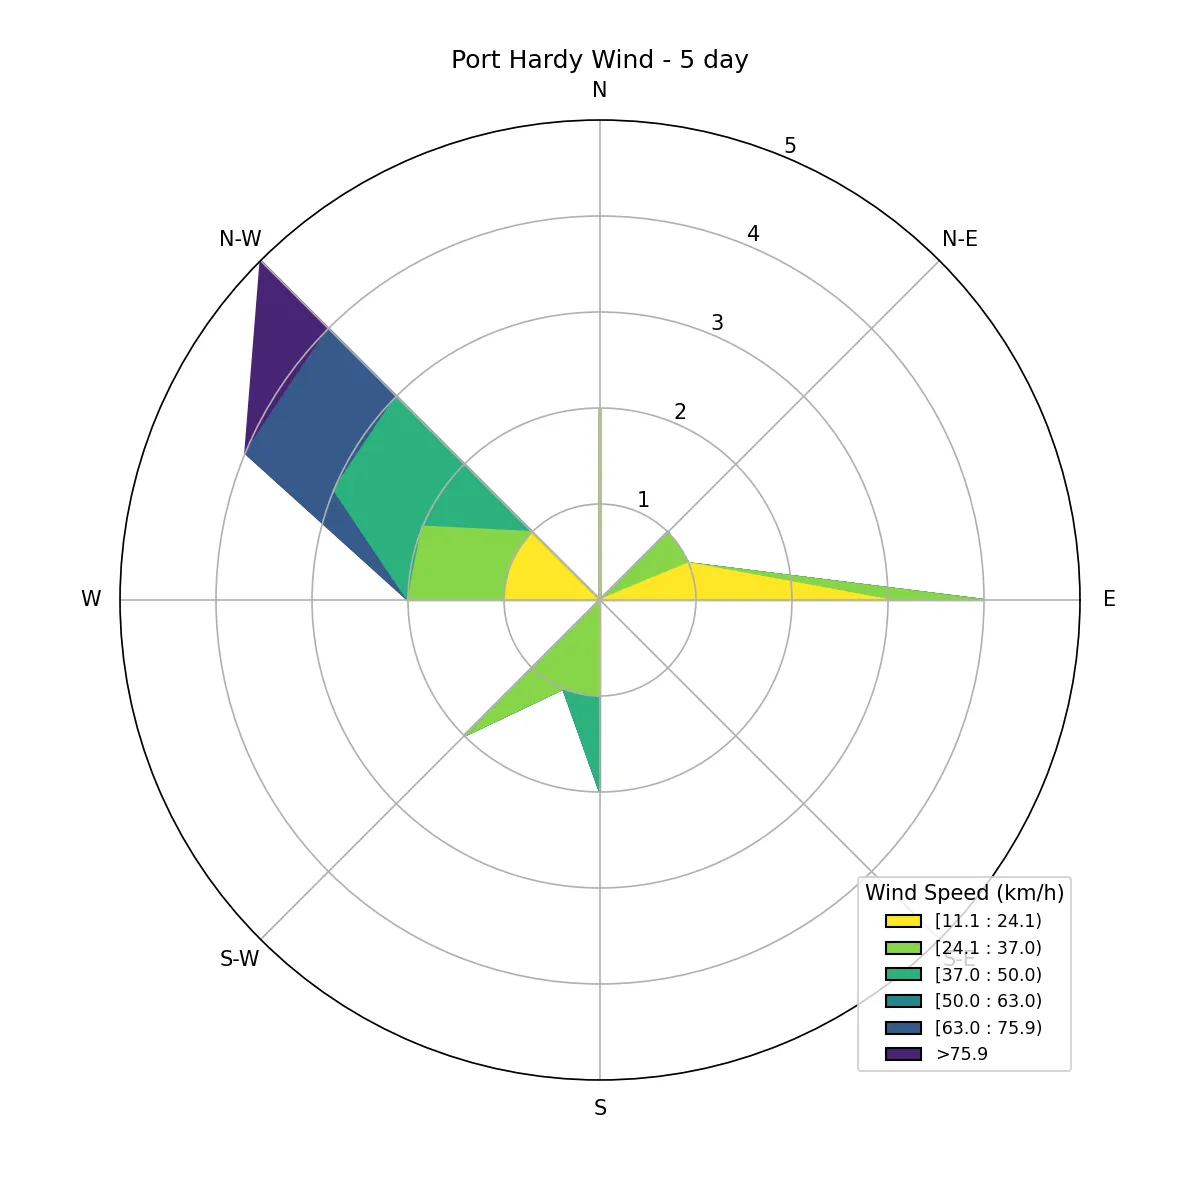 Port Hardy Wind - 5 day
N
5
N-W
N-E
4
3
2
1
W
E
S-W
S-E
S
Wind Speed (km/h)
[11.1 : 24.1)
[24.1 : 37.0)
[37.0 : 50.0)
[50.0 : 63.0)
[63.0 : 75.9)
>75.9